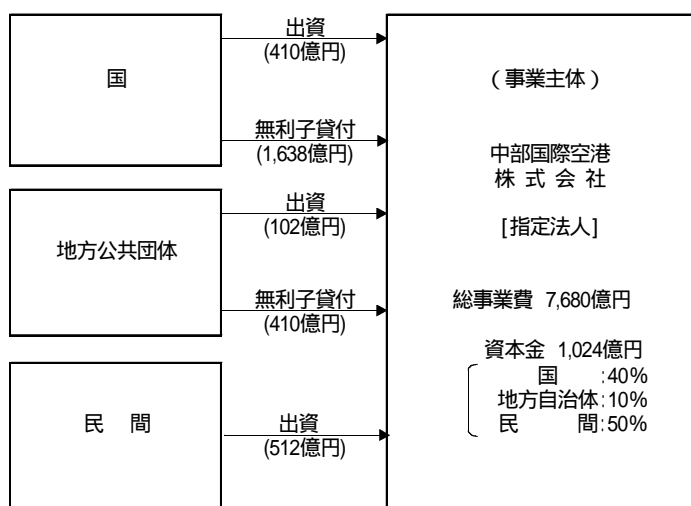 国
出資
(410億円)
無利子貸付
(1,638億円)
地方公共団体
出資
(102億円)
無利子貸付
(410億円)
民 間
出資
(512億円)
(事業主体)
中部国際空港
株 式 会 社
[指定法人]
総事業費 7,680億円
資本金 1,024億円
国 :40%
地方自治体:10%
民 間:50%